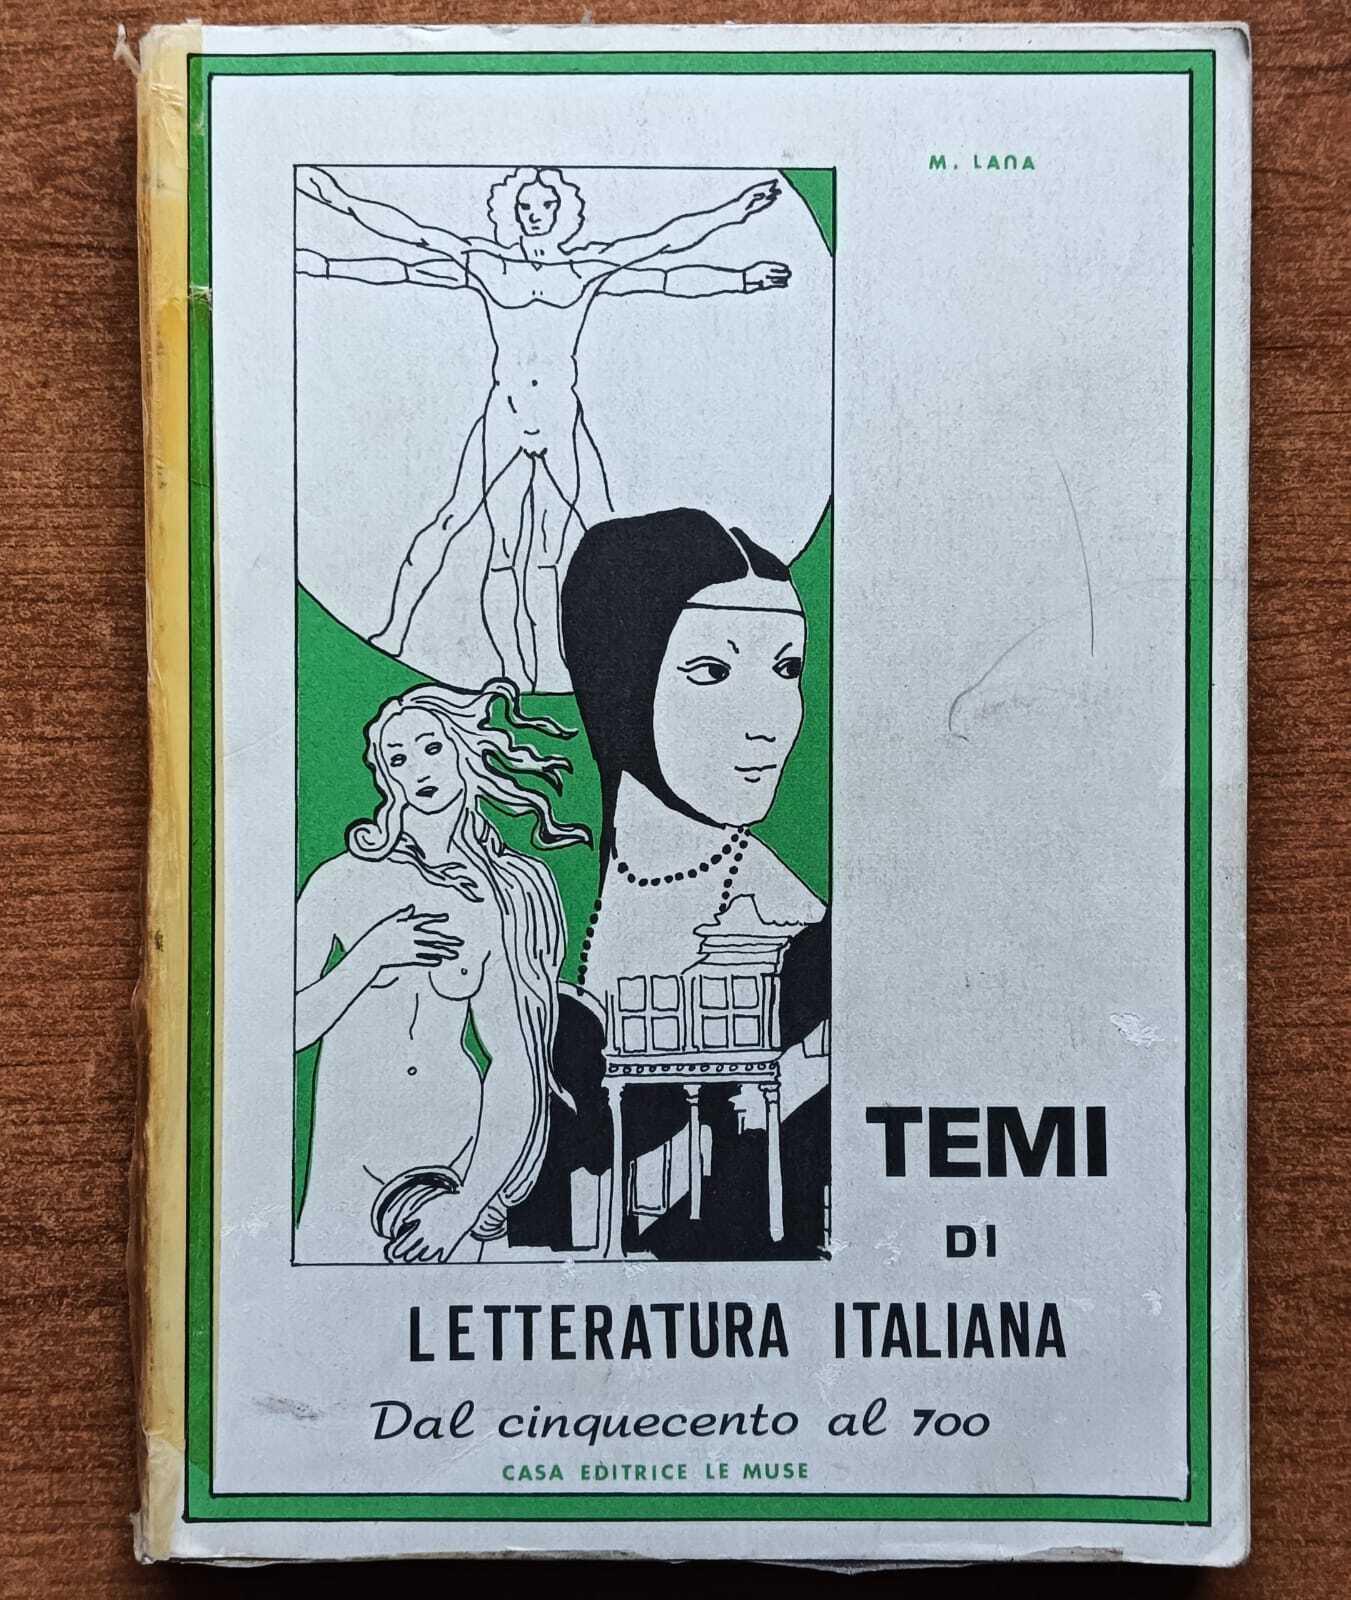 M. LANA
TEMI
DI
LETTERATURA ITALIANA
Dal cinquecento al 700
CASA EDITRICE LE MUSE